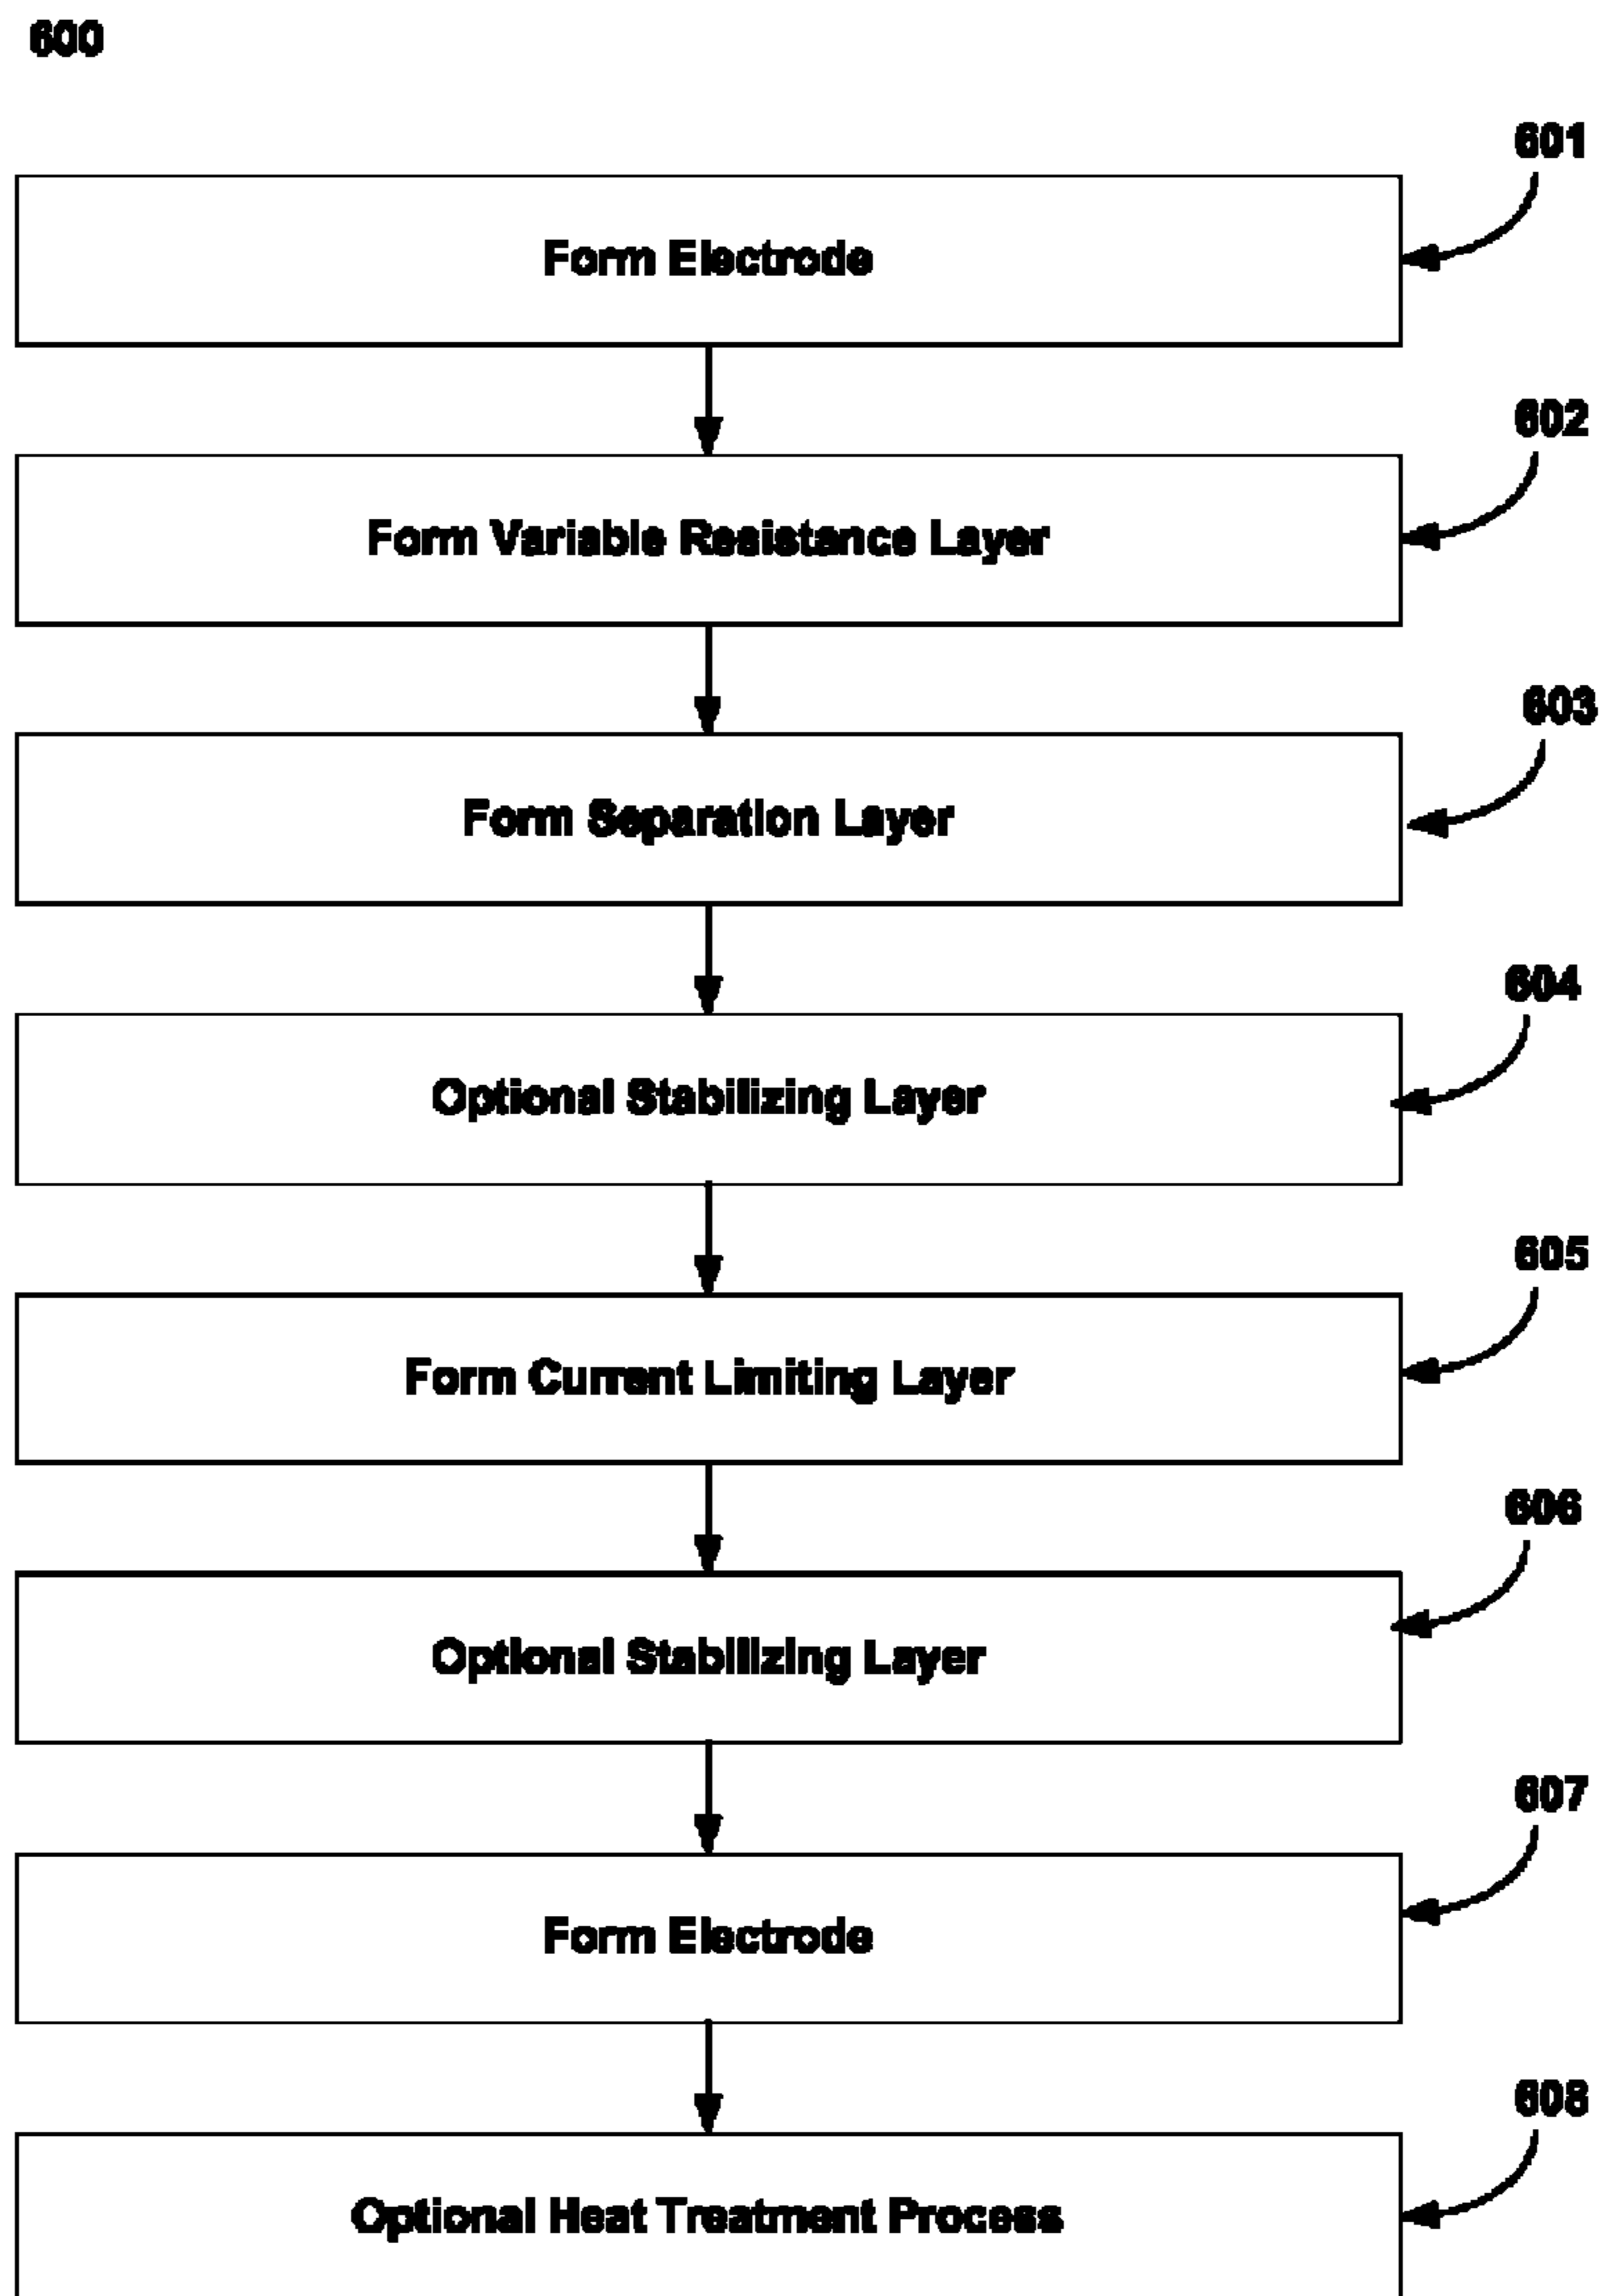 600
601
Form Electrode
602
Form Variable Resistance Layer
603
Form Separation Layer
604
Optional Stabilizing Layer
605
Form Current Limiting Layer
606
Optional Stabilizing Layer
607
Form Electrode
608
Optional Heat Treatment Process